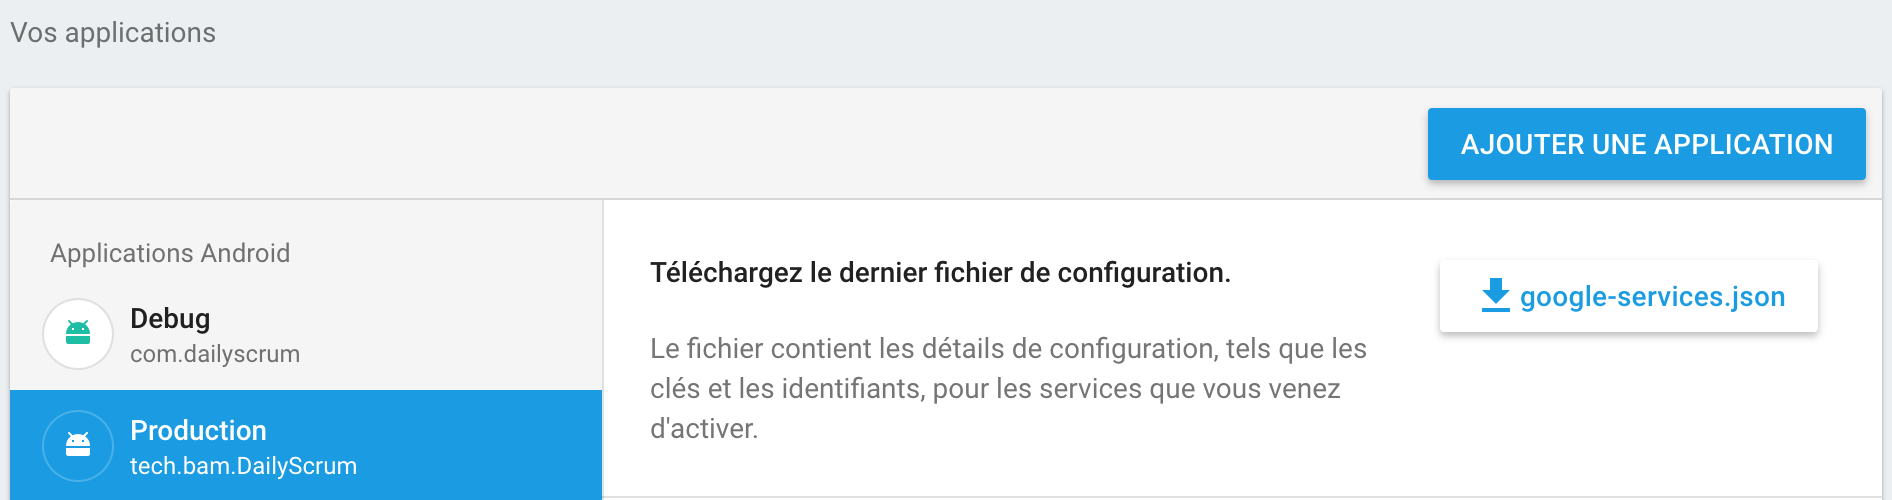 Vos applications
AJOUTER UNE APPLICATION
Applications Android
Debug
com.dailyscrum
Production
tech.bam.DailyScrum
Téléchargez le dernier fichier de configuration.
google-services.json
Le fichier contient les détails de configuration, tels que les
clés et les identifiants, pour les services que vous venez
d'activer.